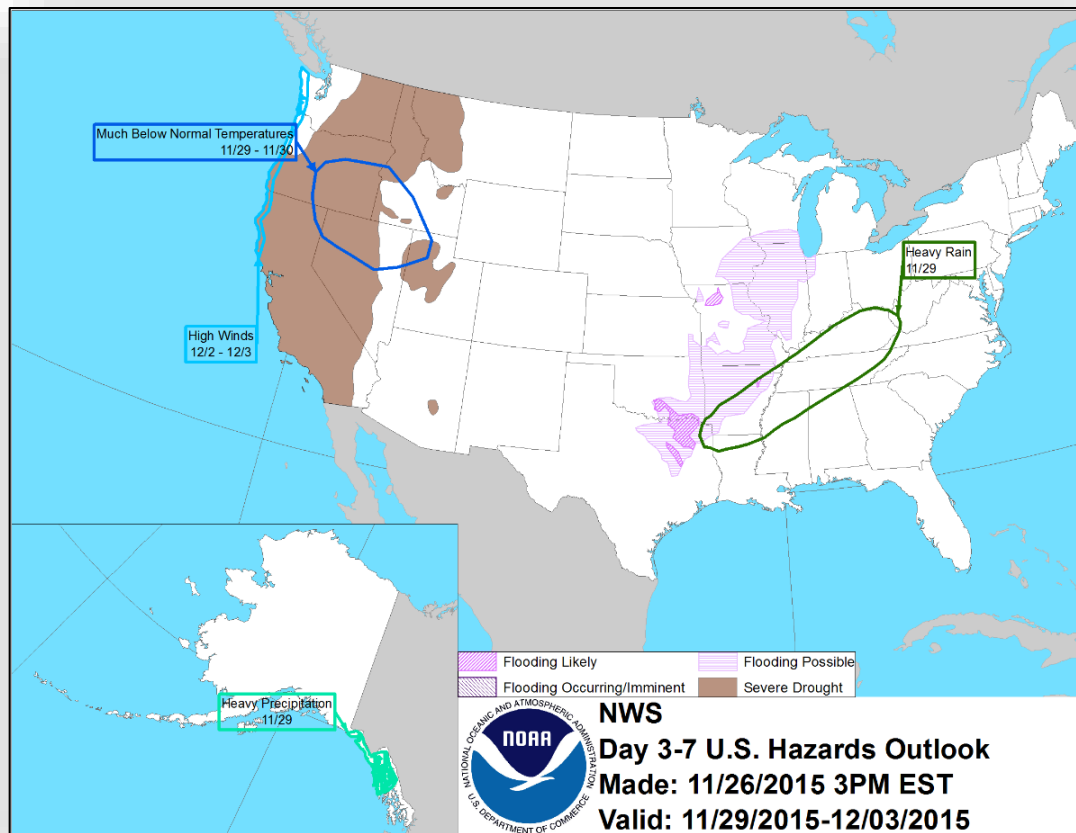 Much Below Normal Temperatures
11/29 - 11/30
Heavy Rain
11/29
High Winds
12/2 - 12/3
Heavy Precipitation
11/29
Flooding Likely
Flooding Possible
Flooding Occurring/Imminent
Severe Drought
NATIONAL OCEANIC AND ATMOSPHERIC ADMINISTRATION
NOAA
U.S. DEPARTMENT OF COMMERCE
NWS
Day 3-7 U.S. Hazards Outlook
Made: 11/26/2015 3PM EST
Valid: 11/29/2015-12/03/2015